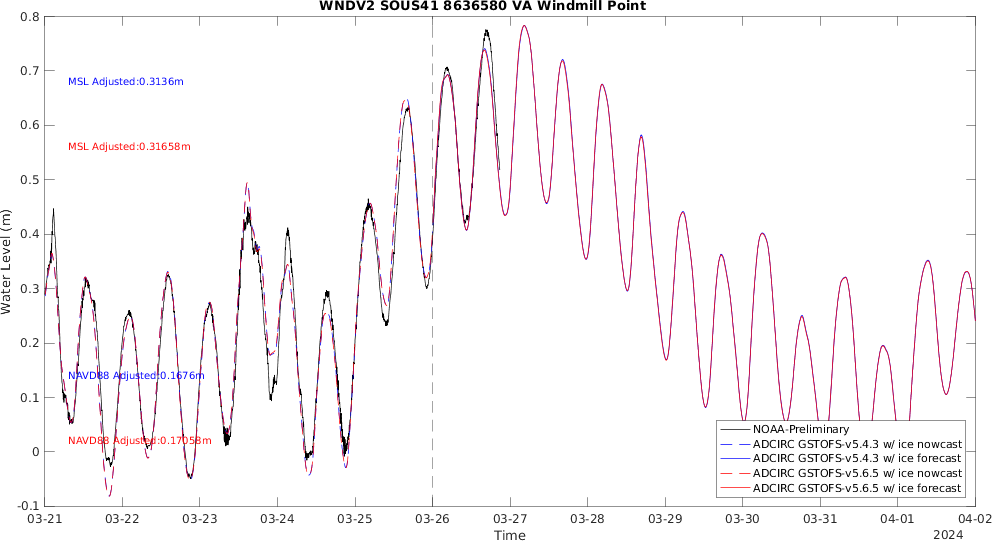 WNDV2 SOUS41 8636580 VA Windmill Point
0.8
0.7
0.6
0.5
0.4
0.3
0.2
0.1
0
-0.1
Water Level (m)
MSL Adjusted:0.3136m
MSL Adjusted:0.31658m
NAVD88 Adjusted:0.1676m
NAVD88 Adjusted:0.17058m
NOAA-Preliminary
ADCIRC GSTOFS-v5.4.3 w/ ice nowcast
ADCIRC GSTOFS-v5.4.3 w/ ice forecast
ADCIRC GSTOFS-v5.6.5 w/ ice nowcast
ADCIRC GSTOFS-v5.6.5 w/ ice forecast
03-21 03-22 03-23 03-24 03-25 03-26 03-27 03-28 03-29 03-30 03-31 04-01 04-02
Time
2024